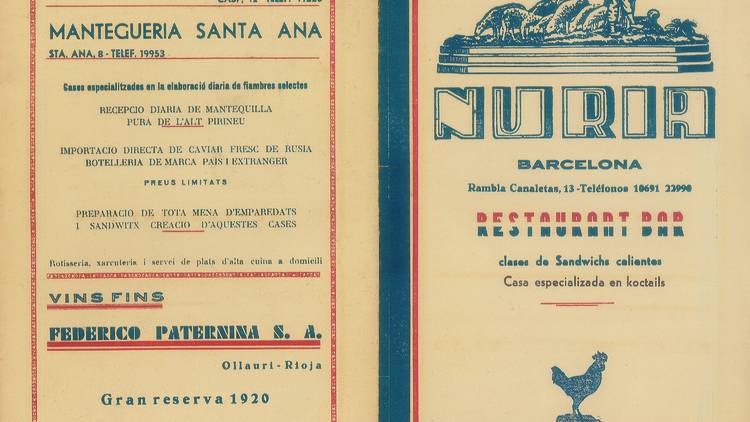 MANTEGUERIA SANTA ANA
STA. ANA, 8 - TELEF. 19953
Cases especialitzades en la elaboració diaria de fiambres selectes
RECEPCIO DIARIA DE MANTEQUILLA
PURA DE L'ALT PIRINEU
IMPORTACIO DIRECTA DE CAVIAR FRESC DE RUSIA
BOTELLERIA DE MARCA PAIS I EXTRANGER
PREUS LIMITATS
PREPARACIO DE TOTA MENA D'EMPAREDATS
I SANDWITX CREACIO D'AQUESTES CASES
Rotisseria, xarcuteria i servei de plats d'alta cuina a domicili
VINS FINS
FEDERICO PATERNINA S. A.
Ollauri - Rioja
Gran reserva 1920
NURIA
BARCELONA
Rambla Canaletas, 13 - Teléfonos 10691 22990
RESTAURANT BAR
clases de Sandwichs calientes
Casa especializada en koctails